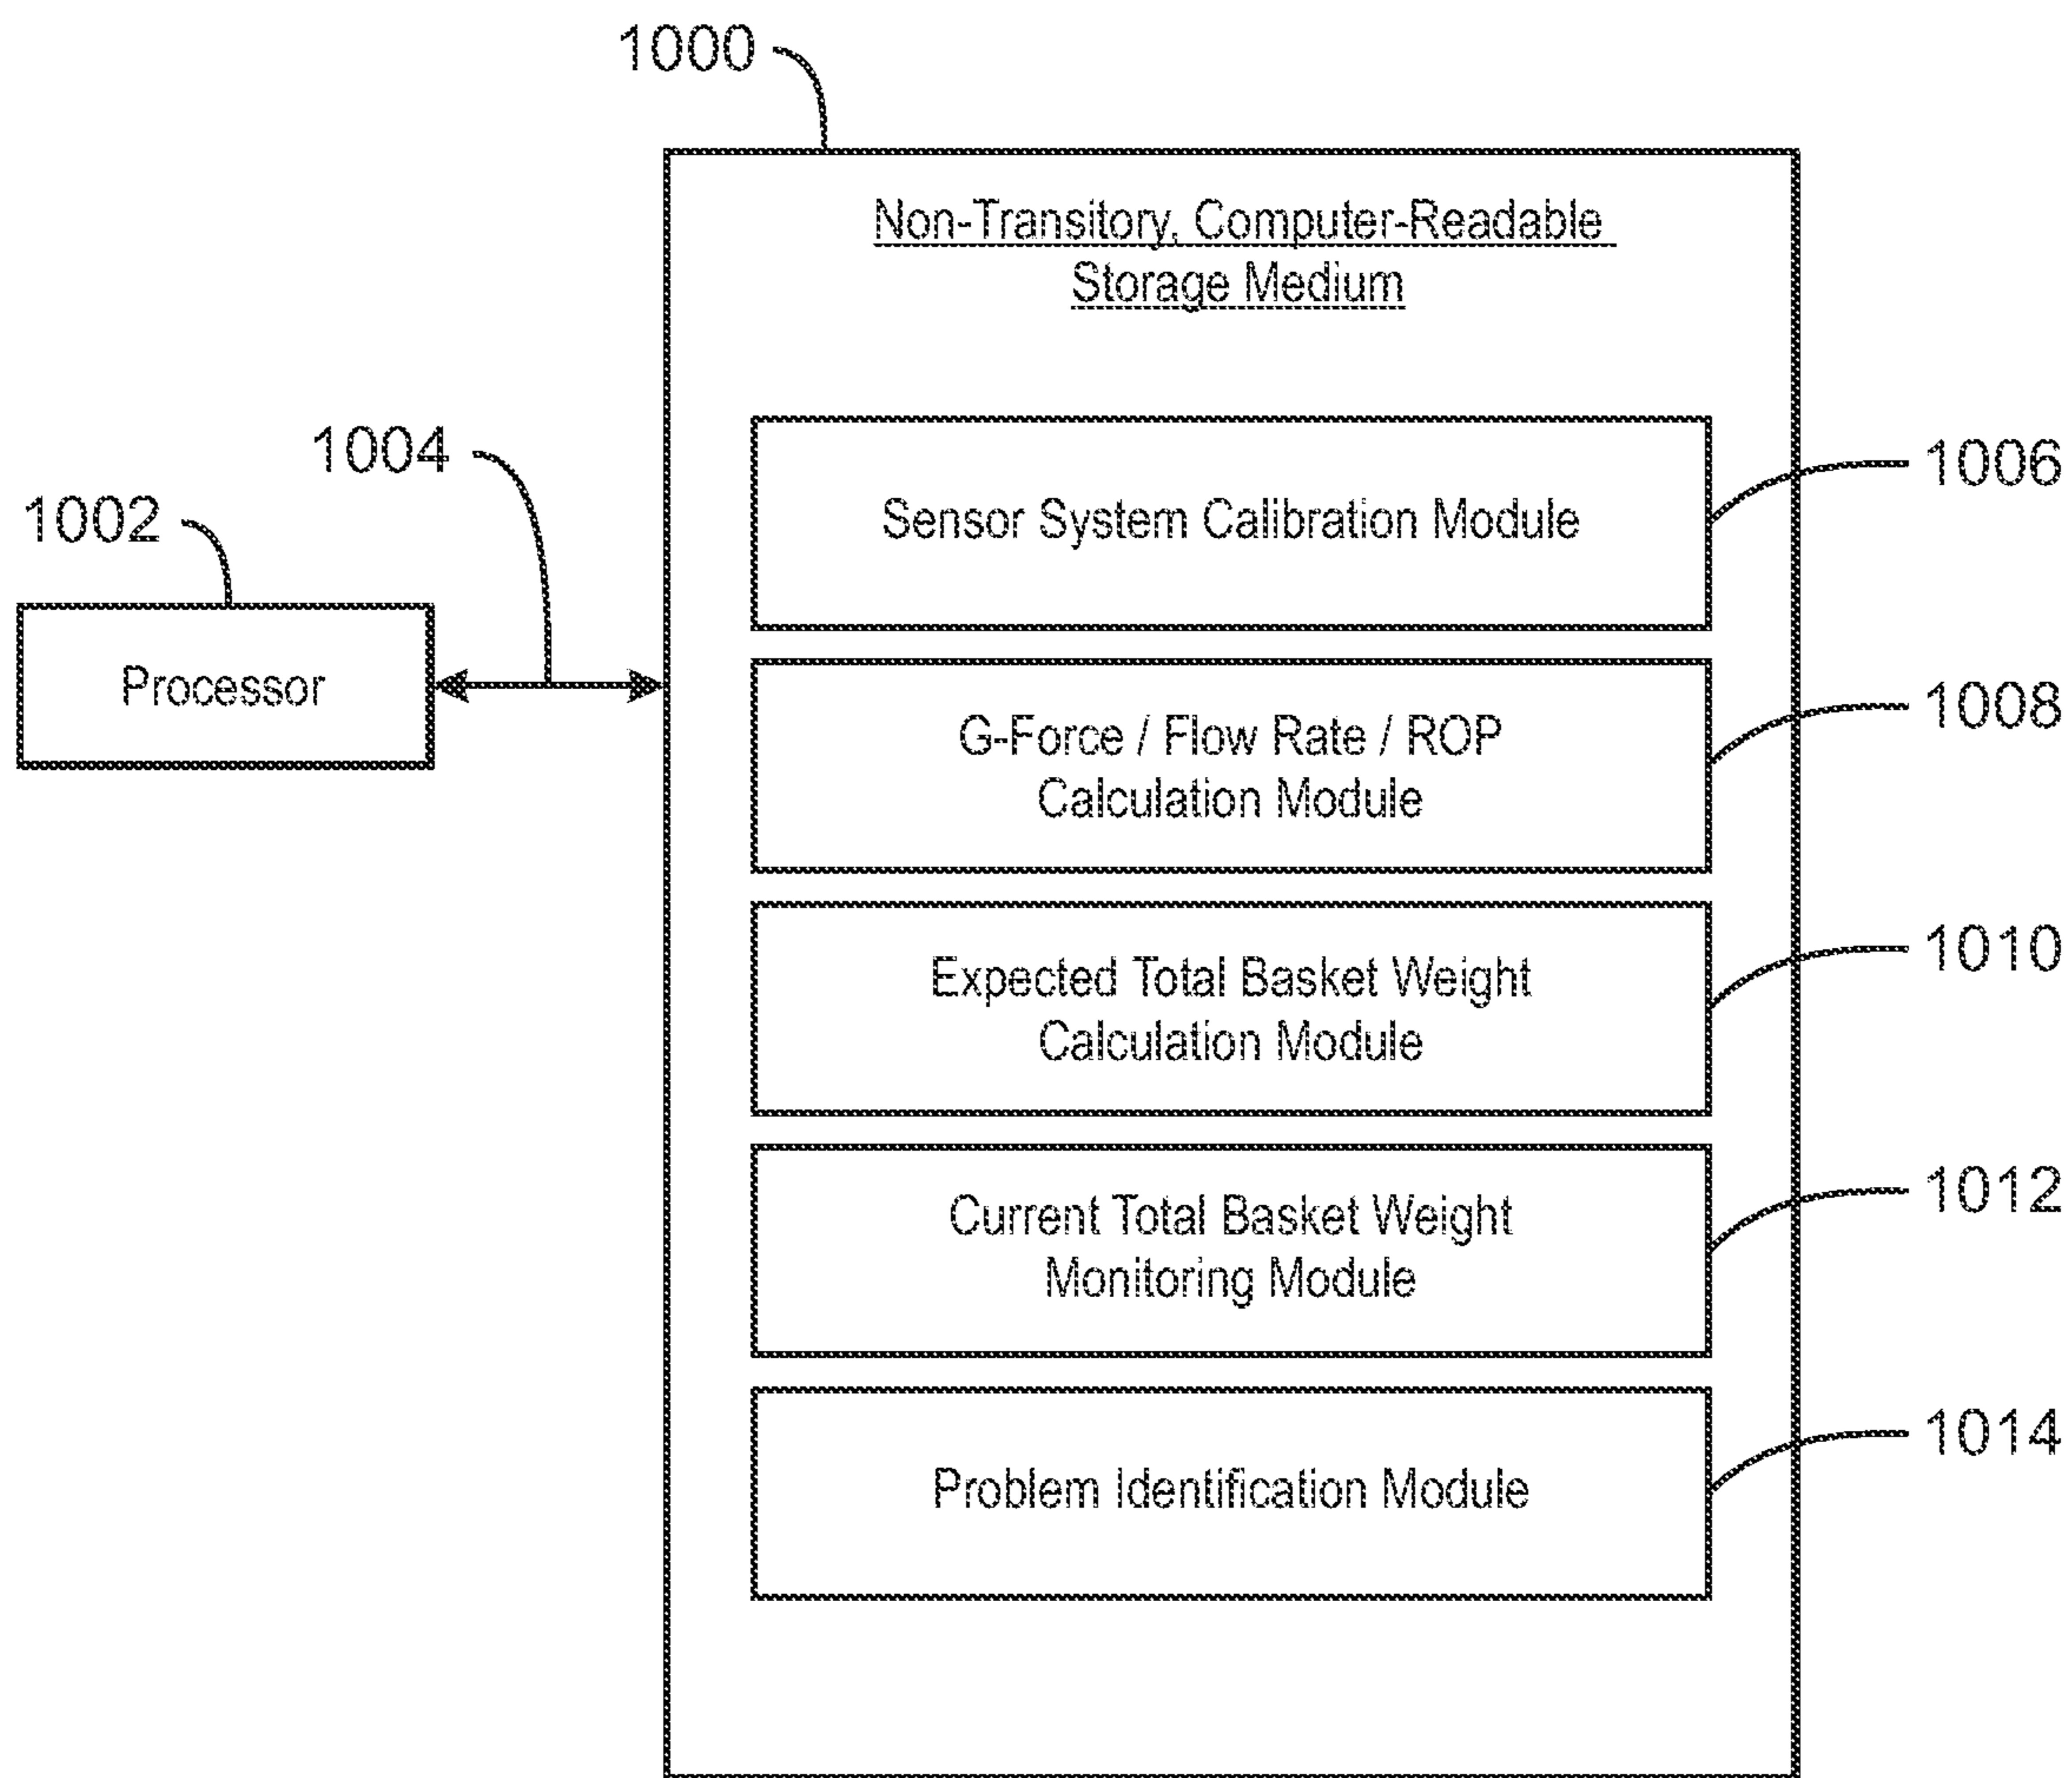 1000
Non-Transitory, Computer-Readable
Storage Medium
1004
1006
Sensor System Calibration Module
1002
Processor
1008
G-Force / Flow Rate / ROP
Calculation Module
1010
Expected Total Basket Weight
Calculation Module
1012
Current Total Basket Weight
Monitoring Module
1014
Problem Identification Module